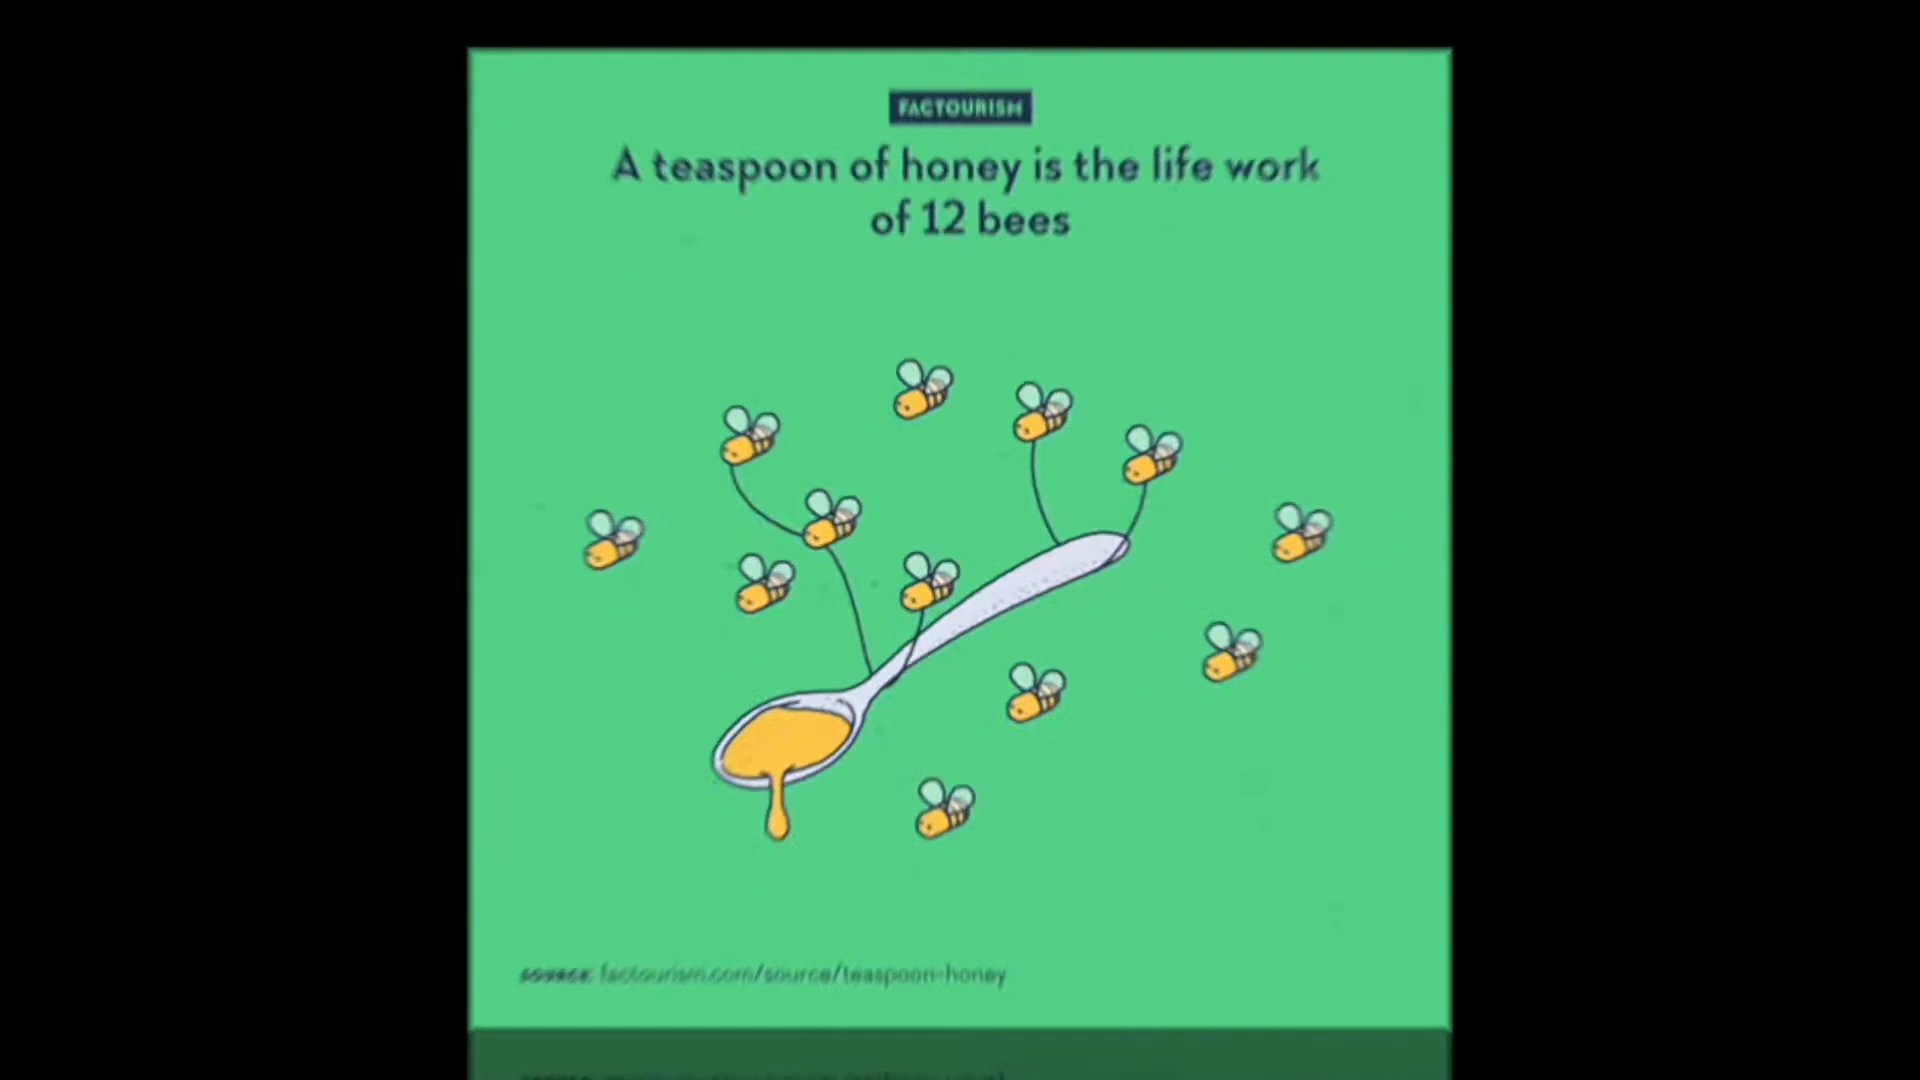 FACTOURISM
A teaspoon of honey is the life work
of 12 bees
SOURCE: factourism.com/source/teaspoon-honey